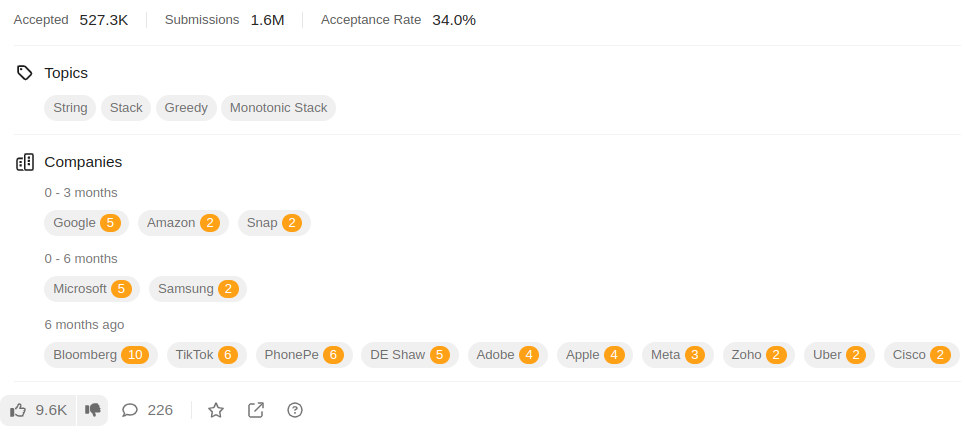 Accepted 527.3K Submissions 1.6M Acceptance Rate 34.0%
Topics
String Stack Greedy Monotonic Stack
Companies
0 - 3 months
Google 5 Amazon 2 Snap 2
0 - 6 months
Microsoft 5 Samsung 2
6 months ago
Bloomberg 10 TikTok 6 PhonePe 6 DE Shaw 5 Adobe 4 Apple 4 Meta 3 Zoho 2 Uber 2 Cisco 2
9.6K 226